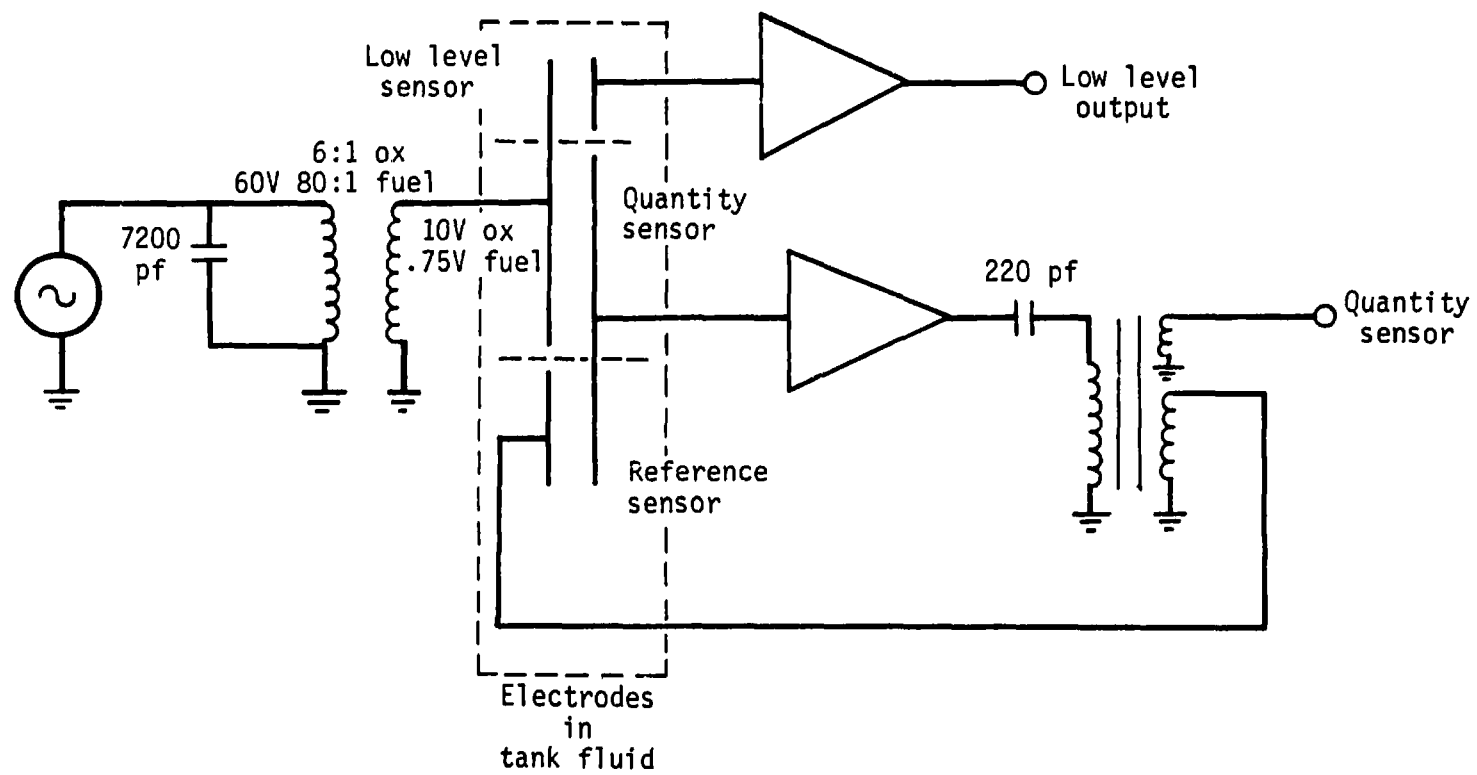 Low level
sensor
Low level
output
6:1 ox
60V 80:1 fuel
Quantity
sensor
7200
pf
10V ox
.75V fuel
220 pf
Quantity
sensor
Reference
sensor
Electrodes
in
tank fluid